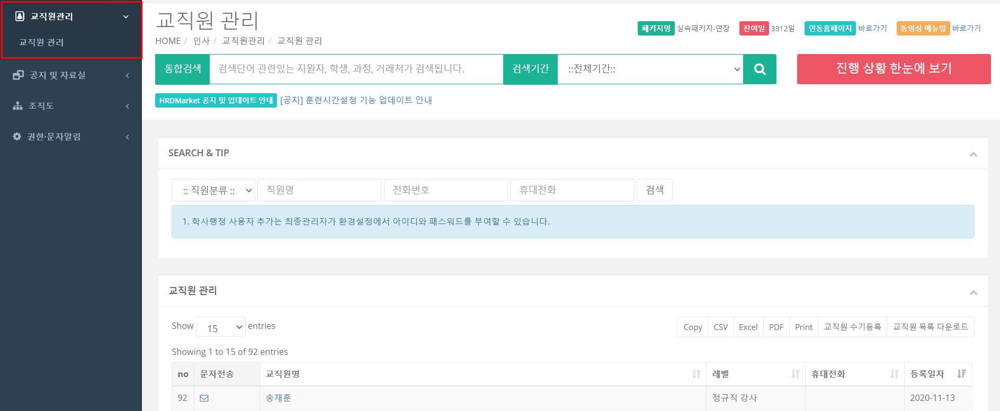 교직원관리
교직원 관리
공지 및 자료실
조직도
권한·문자알림
교직원 관리
HOME / 인사 / 교직원관리 / 교직원 관리
패키지명 실속패키지-연장 잔여일 3312일 연동홈페이지 바로가기 동영상 메뉴얼 바로가기
통합검색 검색단어 관련있는 지원자, 학생, 과정, 거래처가 검색됩니다. 검색기간 ::전체기간:: 진행 상황 한눈에 보기
HRDMarket 공지 및 업데이트 안내 [공지] 훈련시간설정 기능 업데이트 안내
SEARCH & TIP
:: 직원분류 :: 직원명 전화번호 휴대전화 검색
1. 학사행정 사용자 추가는 최종관리자가 환경설정에서 아이디와 패스워드를 부여할 수 있습니다.
교직원 관리
Show 15 entries Copy CSV Excel PDF Print 교직원 수기등록 교직원 목록 다운로드
Showing 1 to 15 of 92 entries
no 문자전송 교직원명 레벨 휴대전화 등록일자
92 송재훈 정규직 강사 2020-11-13